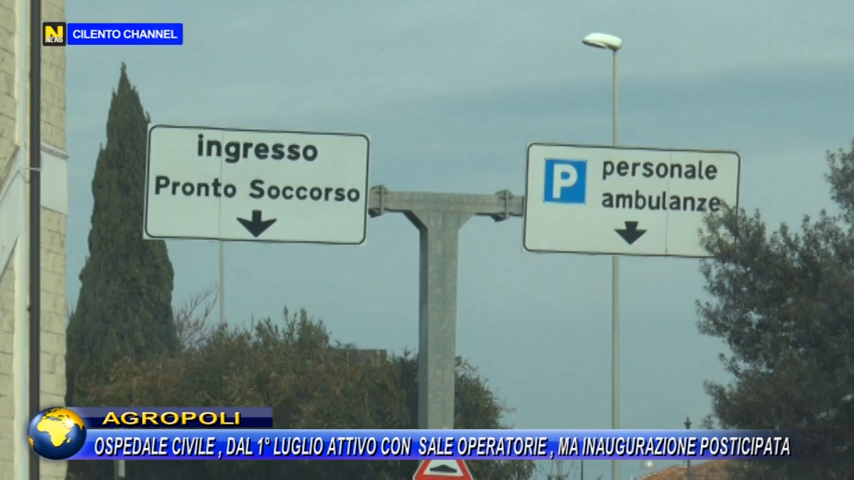 N
CILENTO CHANNEL
ingresso
Pronto Soccorso
P
personale
ambulanze
AGROPOLI
OSPEDALE CIVILE , DAL 1° LUGLIO ATTIVO CON SALE OPERATORIE , MA INAUGURAZIONE POSTICIPATA